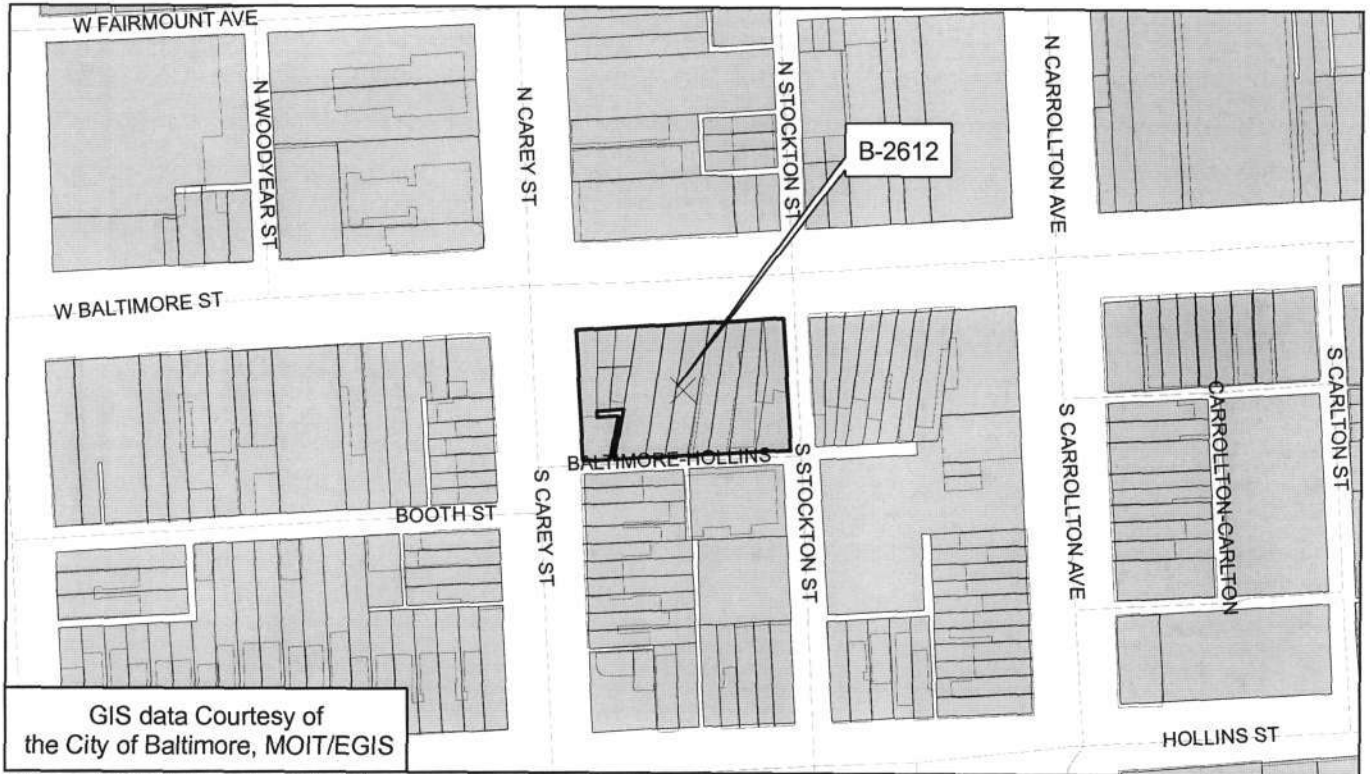 W FAIRMOUNT AVE
N WOODYEAR ST
N CAREY ST
N STOCKTON ST
N CARROLLTON AVE
B-2612
W BALTIMORE ST
BALTIMORE-HOLLINS
BOOTH ST
S CAREY ST
S STOCKTON ST
S CARROLLTON AVE
CARROLLTON-CARLTON
S CARLTON ST
HOLLINS ST
GIS data Courtesy of
the City of Baltimore, MOIT/EGIS